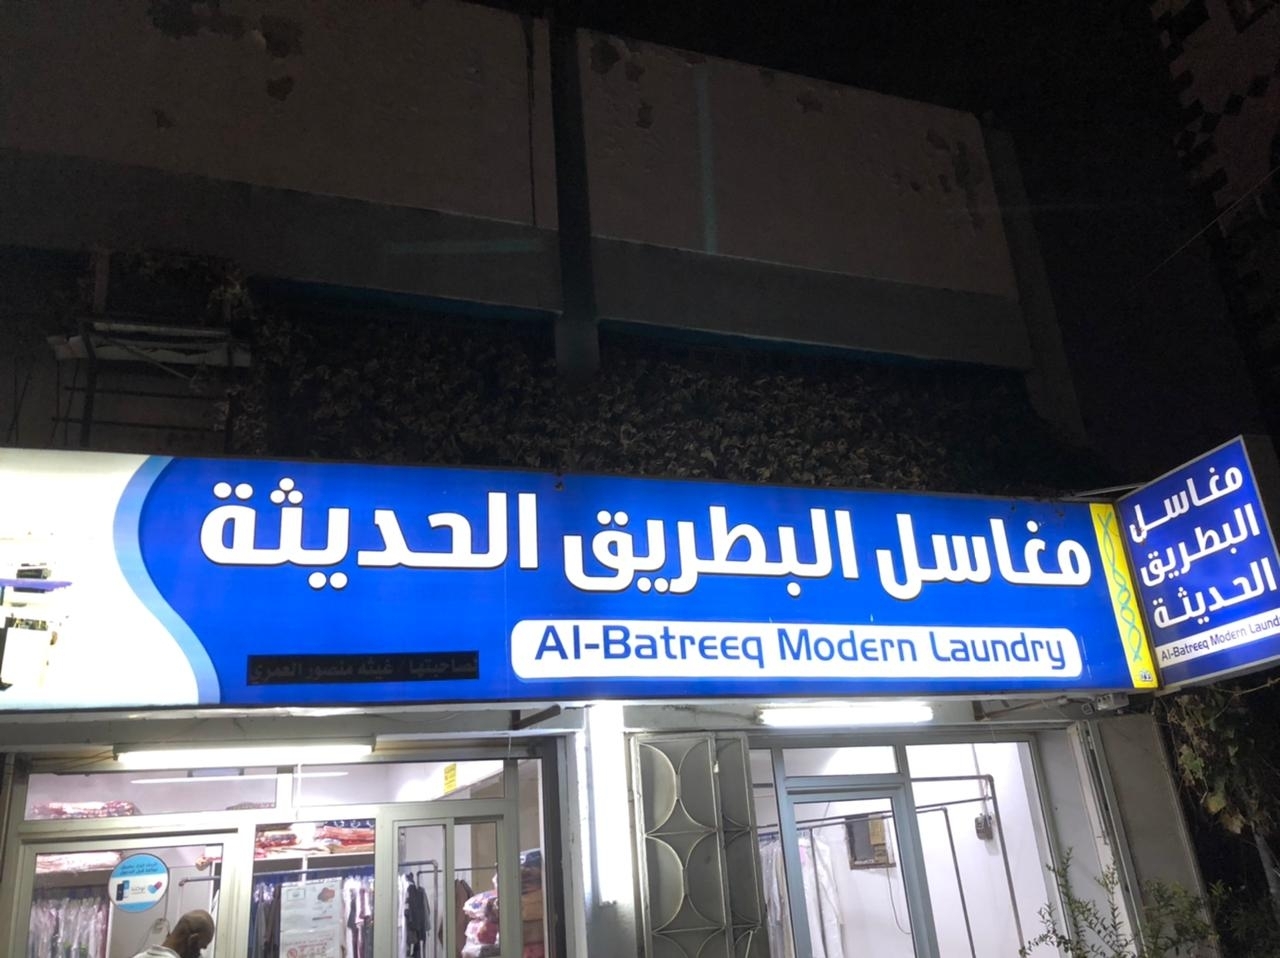 مغاسل البطريق الحديثة
Al-Batreeq Modern Laundry
لصاحبتها / غيثه منصور العمري
مغاسل
البطريق
الحديثة
Al-Batreeq Modern Laund